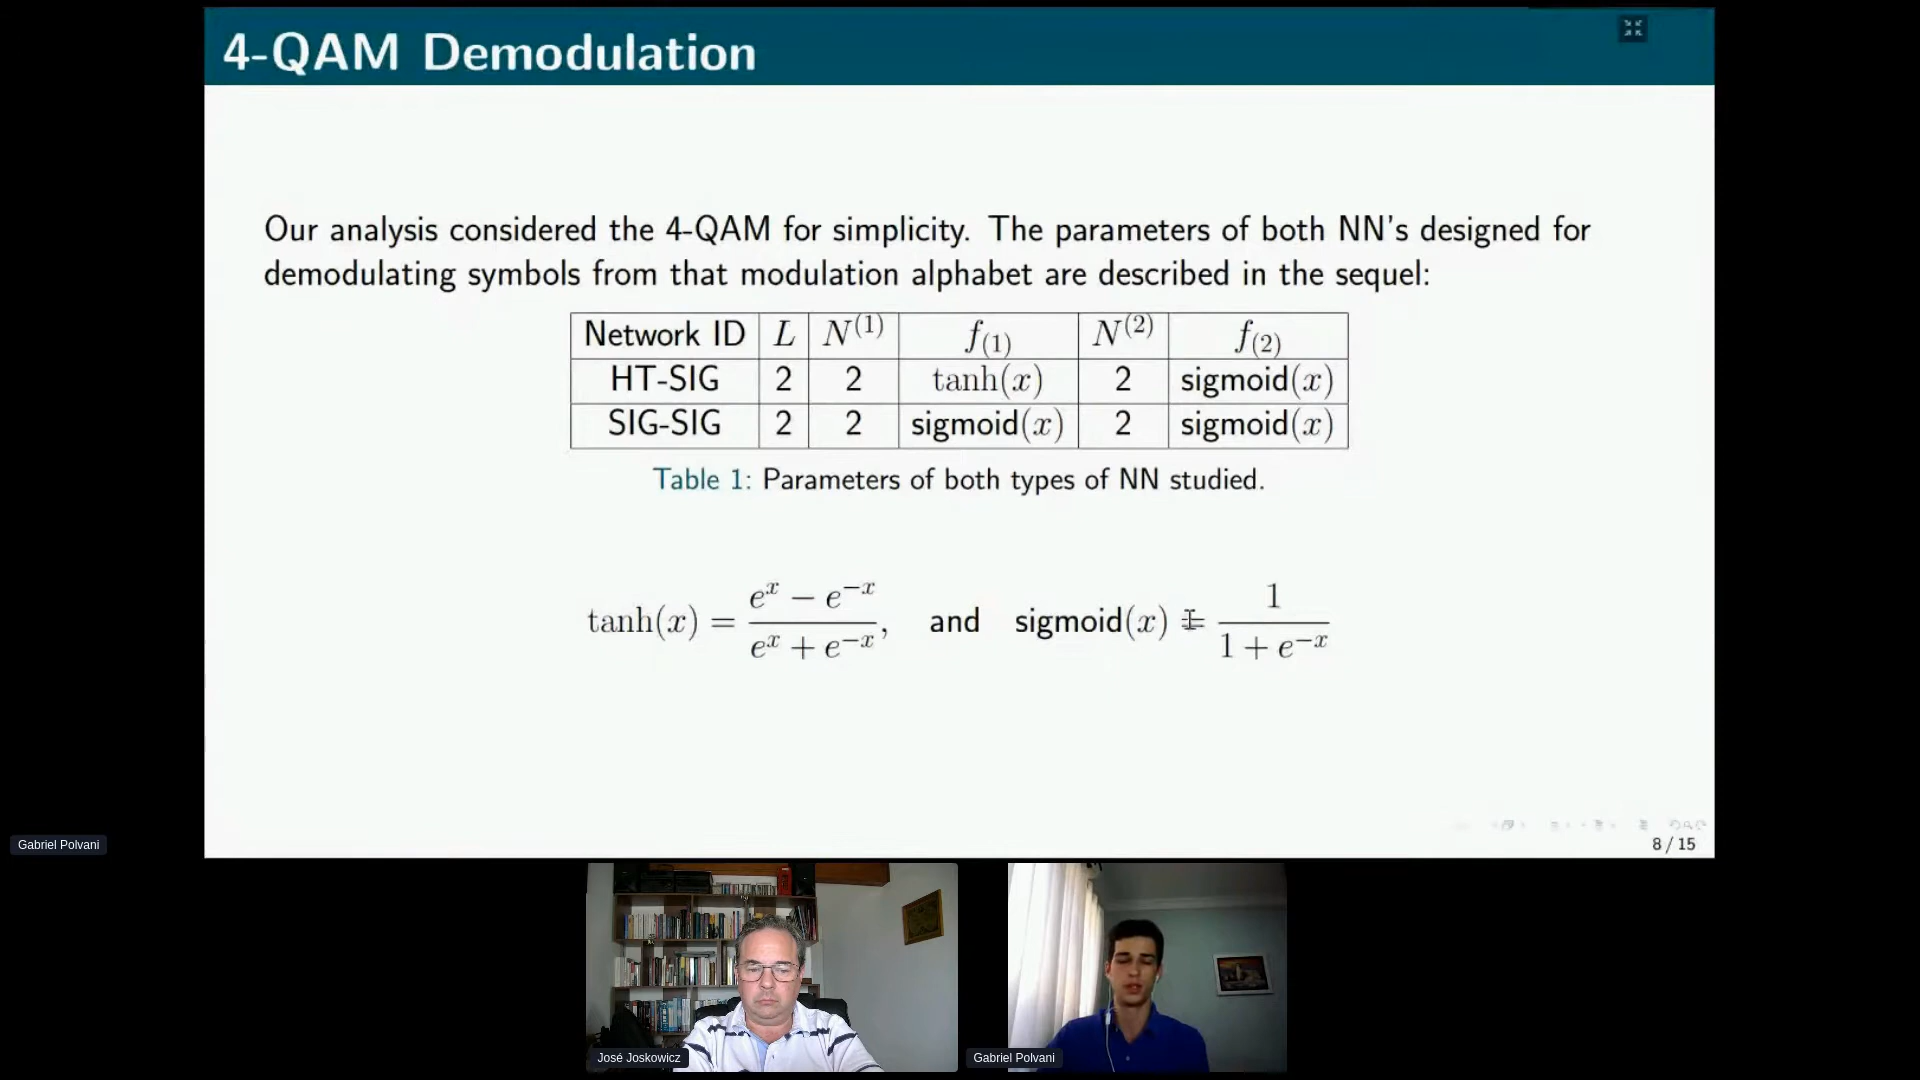 4-QAM Demodulation
Our analysis considered the 4-QAM for simplicity. The parameters of both NN's designed for
demodulating symbols from that modulation alphabet are described in the sequel:
Network ID L N^(1) f_(1) N^(2) f_(2)
HT-SIG 2 2 tanh(x) 2 sigmoid(x)
SIG-SIG 2 2 sigmoid(x) 2 sigmoid(x)
Table 1: Parameters of both types of NN studied.
tanh(x) = (e^x − e^−x)/(e^x + e^−x), and sigmoid(x) = 1/(1 + e^−x)
8 / 15
Gabriel Polvani
José Joskowicz
Gabriel Polvani